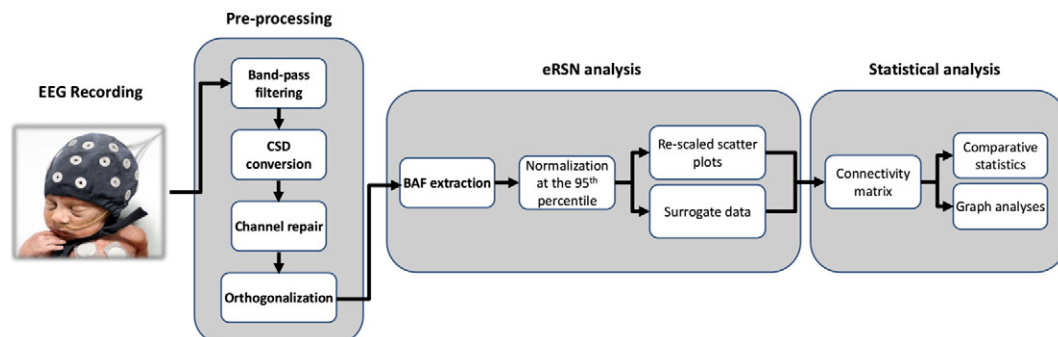 Pre-processing
EEG Recording
Band-pass
filtering
CSD
conversion
Channel repair
Orthogonalization
eRSN analysis
BAF extraction
Normalization
at the 95th
percentile
Re-scaled scatter
plots
Surrogate data
Statistical analysis
Connectivity
matrix
Comparative
statistics
Graph analyses